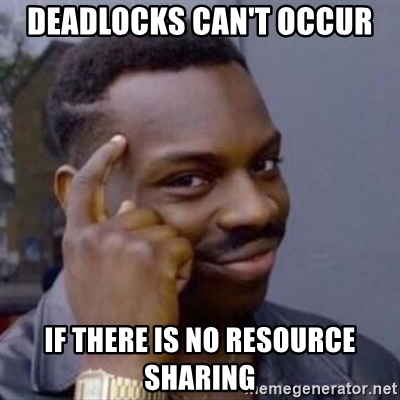 DEADLOCKS CAN'T OCCUR
IF THERE IS NO RESOURCE
SHARING
memegenerator.net